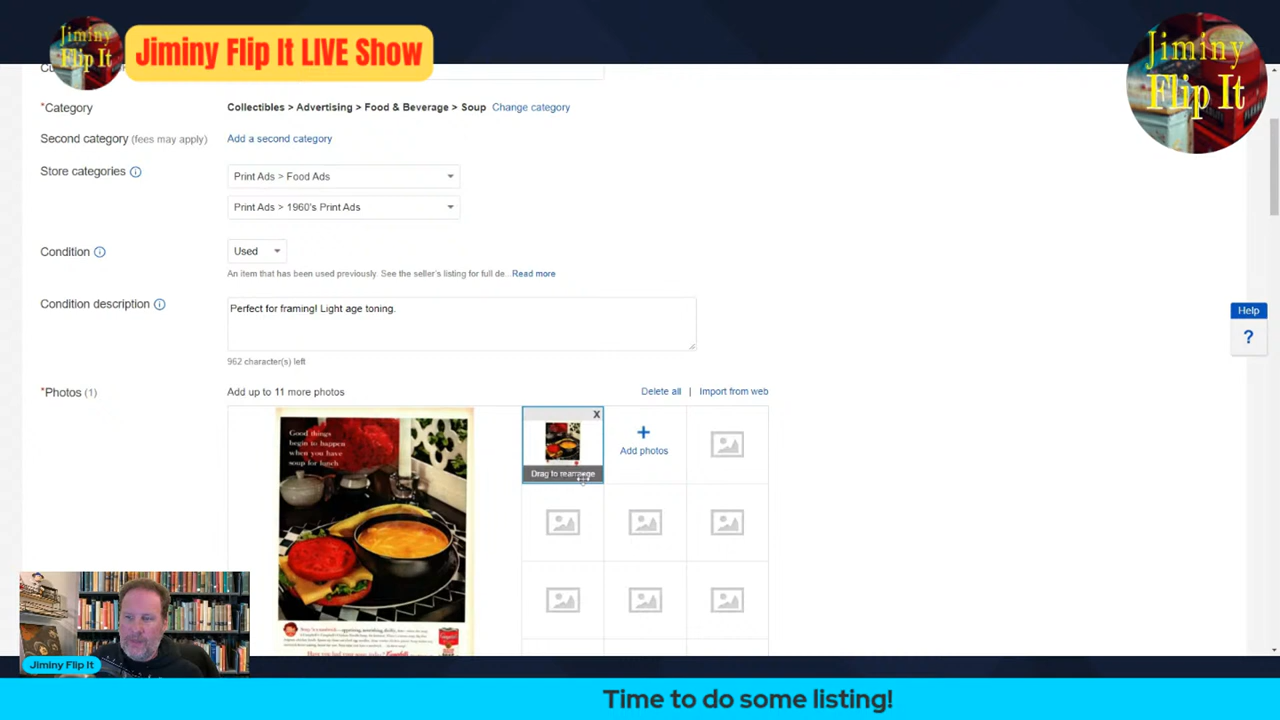 Jiminy
Flip It
Jiminy Flip It LIVE Show
Jiminy
Flip It
*Category
Collectibles > Advertising > Food & Beverage > Soup Change category
Second category (fees may apply)
Add a second category
Store categories
Print Ads > Food Ads
Print Ads > 1960's Print Ads
Condition
Used
An item that has been used previously. See the seller's listing for full de... Read more
Condition description
Perfect for framing! Light age toning.
962 character(s) left
Help
?
*Photos (1)
Add up to 11 more photos
Delete all | Import from web
Good things
begin to happen
when you have
soup for lunch
X
Drag to rearrange
+
Add photos
Jiminy Flip It
Time to do some listing!